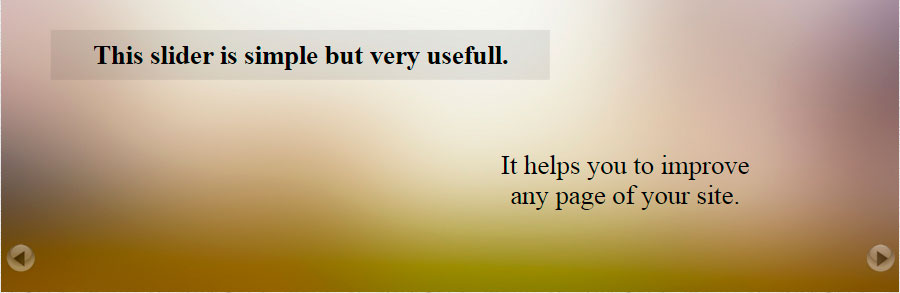 This slider is simple but very usefull.
It helps you to improve
any page of your site.